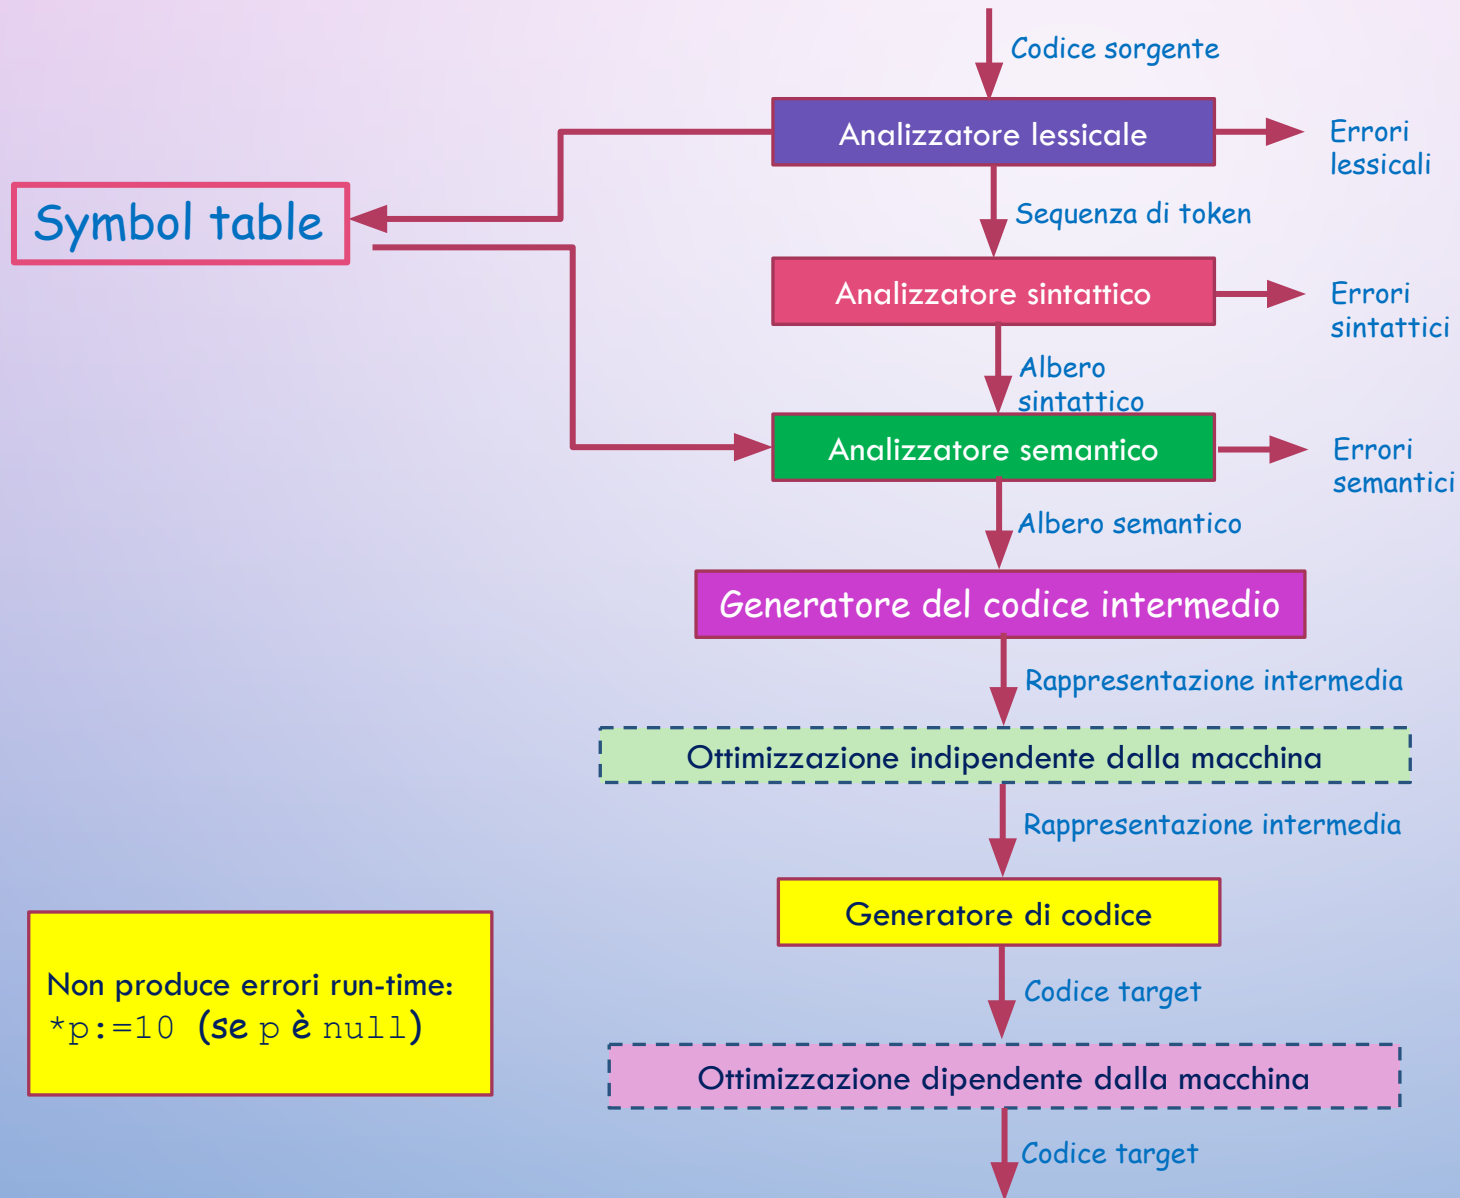 Codice sorgente
Analizzatore lessicale
Errori
lessicali
Symbol table
Sequenza di token
Analizzatore sintattico
Errori
sintattici
Albero
sintattico
Analizzatore semantico
Errori
semantici
Albero semantico
Generatore del codice intermedio
Rappresentazione intermedia
Ottimizzazione indipendente dalla macchina
Rappresentazione intermedia
Generatore di codice
Non produce errori run-time:
*p:=10 (se p è null)
Codice target
Ottimizzazione dipendente dalla macchina
Codice target